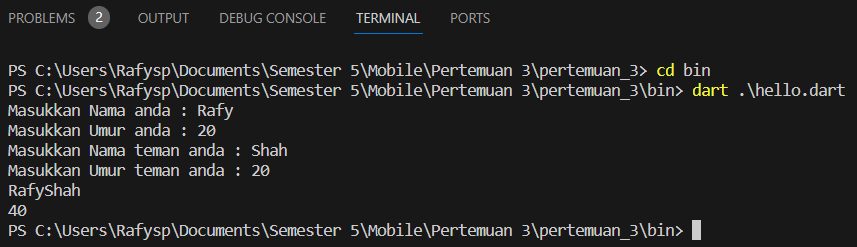 PROBLEMS 2 OUTPUT DEBUG CONSOLE TERMINAL PORTS
PS C:\Users\Rafysp\Documents\Semester 5\Mobile\Pertemuan 3\pertemuan_3> cd bin
PS C:\Users\Rafysp\Documents\Semester 5\Mobile\Pertemuan 3\pertemuan_3\bin> dart .\hello.dart
Masukkan Nama anda : Rafy
Masukkan Umur anda : 20
Masukkan Nama teman anda : Shah
Masukkan Umur teman anda : 20
RafyShah
40
PS C:\Users\Rafysp\Documents\Semester 5\Mobile\Pertemuan 3\pertemuan_3\bin>